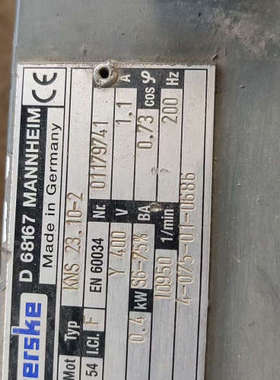 erske
D 68167 MANNHEIM
Made in Germany CE
Mot Typ KNS 23.10-2
54 I.Cl. F EN 60034 Nr. 01179741
Y 400 V 1.1 A
0.4 kW S6-75% BA 0.73 cos φ
10950 1/min 200 Hz
4-075-01-0686